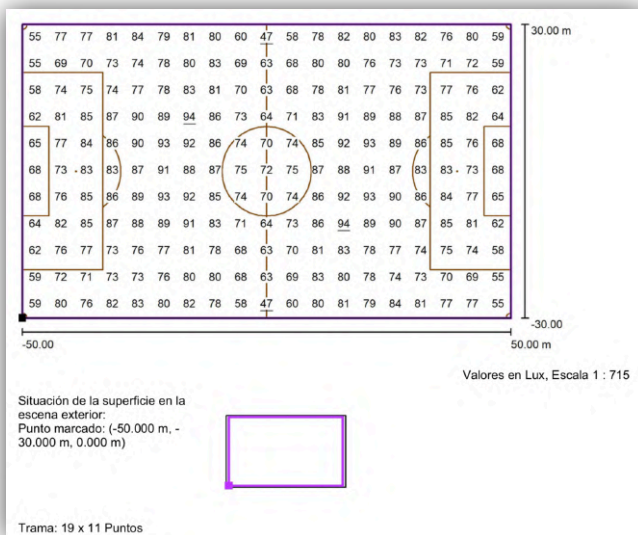 55 77 77 81 84 79 81 80 60 47 58 78 82 80 83 82 76 80 59
30.00 m
55 69 70 73 74 78 80 83 69 63 68 80 80 76 73 73 71 72 59
58 74 75 74 77 78 83 81 70 63 68 78 81 77 76 73 77 76 62
62 81 85 87 90 89 94 86 73 64 71 83 91 89 88 87 85 82 64
65 77 84 86 90 93 92 86 74 70 74 85 92 93 89 86 85 76 68
68 73 83 83 87 91 88 87 75 72 75 87 88 91 87 83 83 73 68
68 76 85 86 89 93 92 85 74 70 74 86 92 93 90 86 84 77 65
64 82 85 87 88 89 91 83 71 64 73 86 94 89 90 87 85 81 62
62 76 77 73 76 77 81 78 68 63 70 81 83 78 77 74 75 74 58
59 72 71 73 73 76 80 80 68 63 69 83 80 78 74 73 70 69 55
59 80 76 82 83 80 82 78 58 47 60 80 81 79 84 81 77 77 55
-30.00
-50.00
50.00 m
Valores en Lux, Escala 1 : 715
Situación de la superficie en la
escena exterior:
Punto marcado: (-50.000 m, -
30.000 m, 0.000 m)
Trama: 19 x 11 Puntos